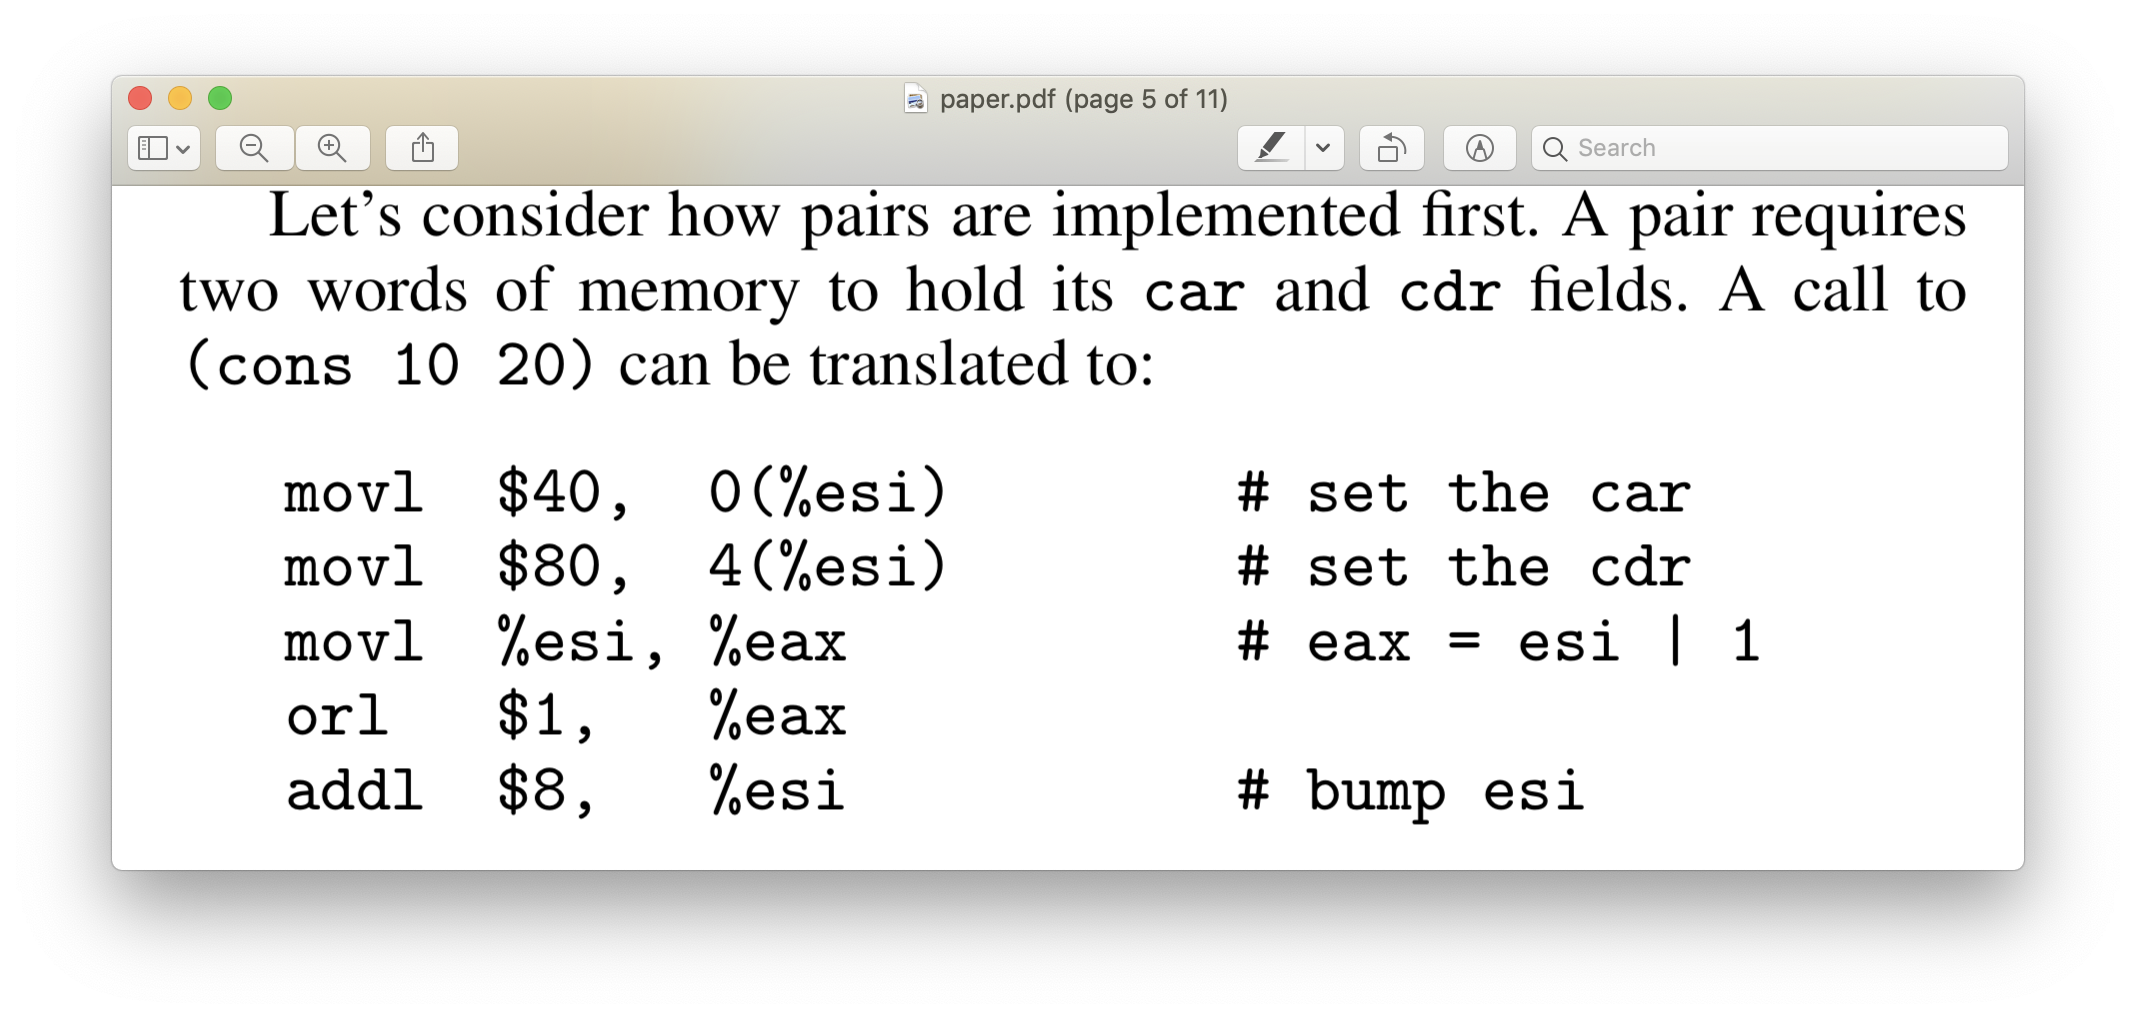 paper.pdf (page 5 of 11)
Search
Let’s consider how pairs are implemented first. A pair requires
two words of memory to hold its car and cdr fields. A call to
(cons 10 20) can be translated to:
movl $40, 0(%esi) # set the car
movl $80, 4(%esi) # set the cdr
movl %esi, %eax # eax = esi | 1
orl $1, %eax
addl $8, %esi # bump esi